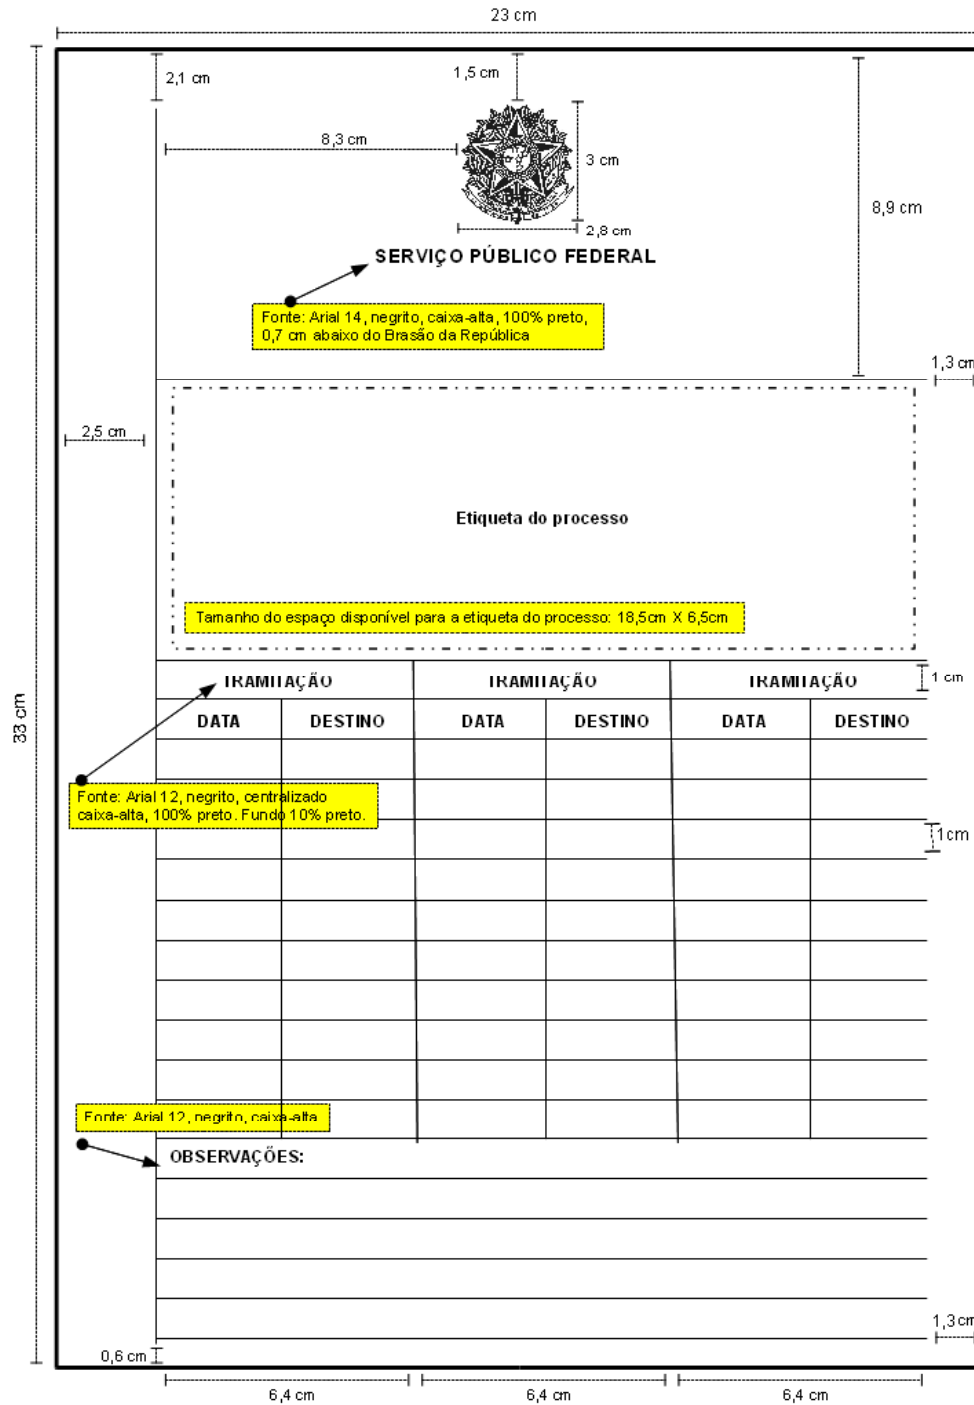 23 cm
2,1 cm
1,5 cm
8,3 cm
3 cm
8,9 cm
2,8 cm
SERVIÇO PÚBLICO FEDERAL
Fonte: Arial 14, negrito, caixa-alta, 100% preto,
0,7 cm abaixo do Brasão da República
1,3 cm
2,5 cm
Etiqueta do processo
Tamanho do espaço disponível para a etiqueta do processo: 18,5cm X 6,5cm
TRAMITAÇÃO TRAMITAÇÃO TRAMITAÇÃO
1 cm
33 cm
DATA DESTINO DATA DESTINO DATA DESTINO
Fonte: Arial 12, negrito, centralizado
caixa-alta, 100% preto. Fundo 10% preto.
1cm
Fonte: Arial 12, negrito, caixa-alta
OBSERVAÇÕES:
1,3 cm
0,6 cm
6,4 cm 6,4 cm 6,4 cm